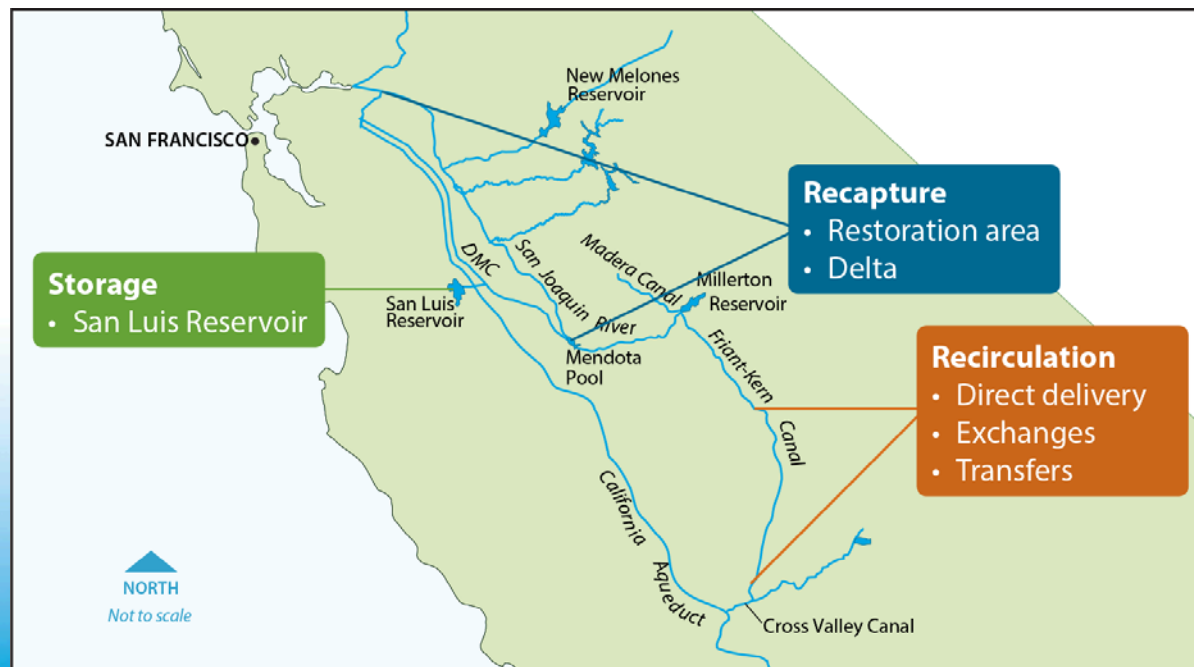 New Melones
Reservoir
SAN FRANCISCO
Recapture
• Restoration area
• Delta
Storage
• San Luis Reservoir
DMC
San Joaquin River
Madera Canal
Millerton
Reservoir
San Luis
Reservoir
Mendota
Pool
Friant-Kern Canal
Recirculation
• Direct delivery
• Exchanges
• Transfers
California Aqueduct
NORTH
Not to scale
Cross Valley Canal